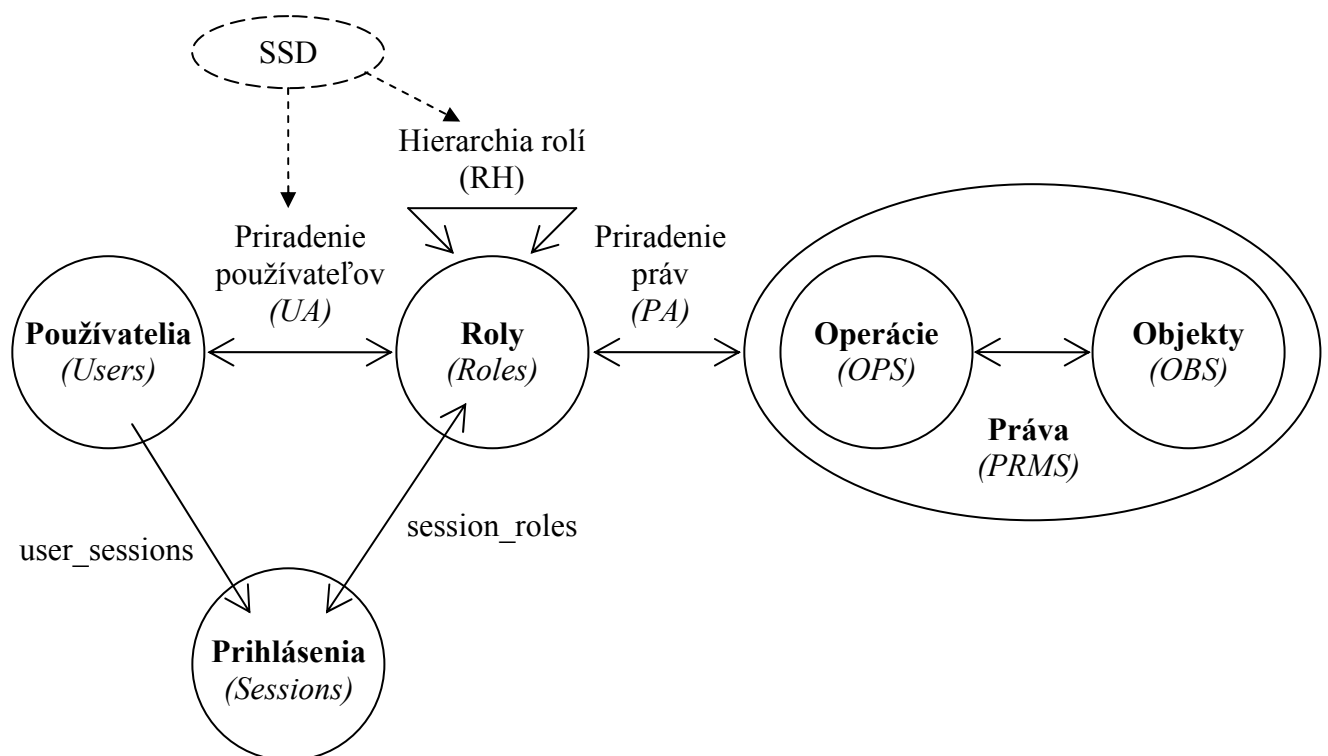 SSD
Hierarchia rolí
(RH)
Priradenie
používateľov
(UA)
Priradenie
práv
(PA)
Používatelia
(Users)
Roly
(Roles)
Operácie
(OPS)
Objekty
(OBS)
Práva
(PRMS)
user_sessions
session_roles
Prihlásenia
(Sessions)